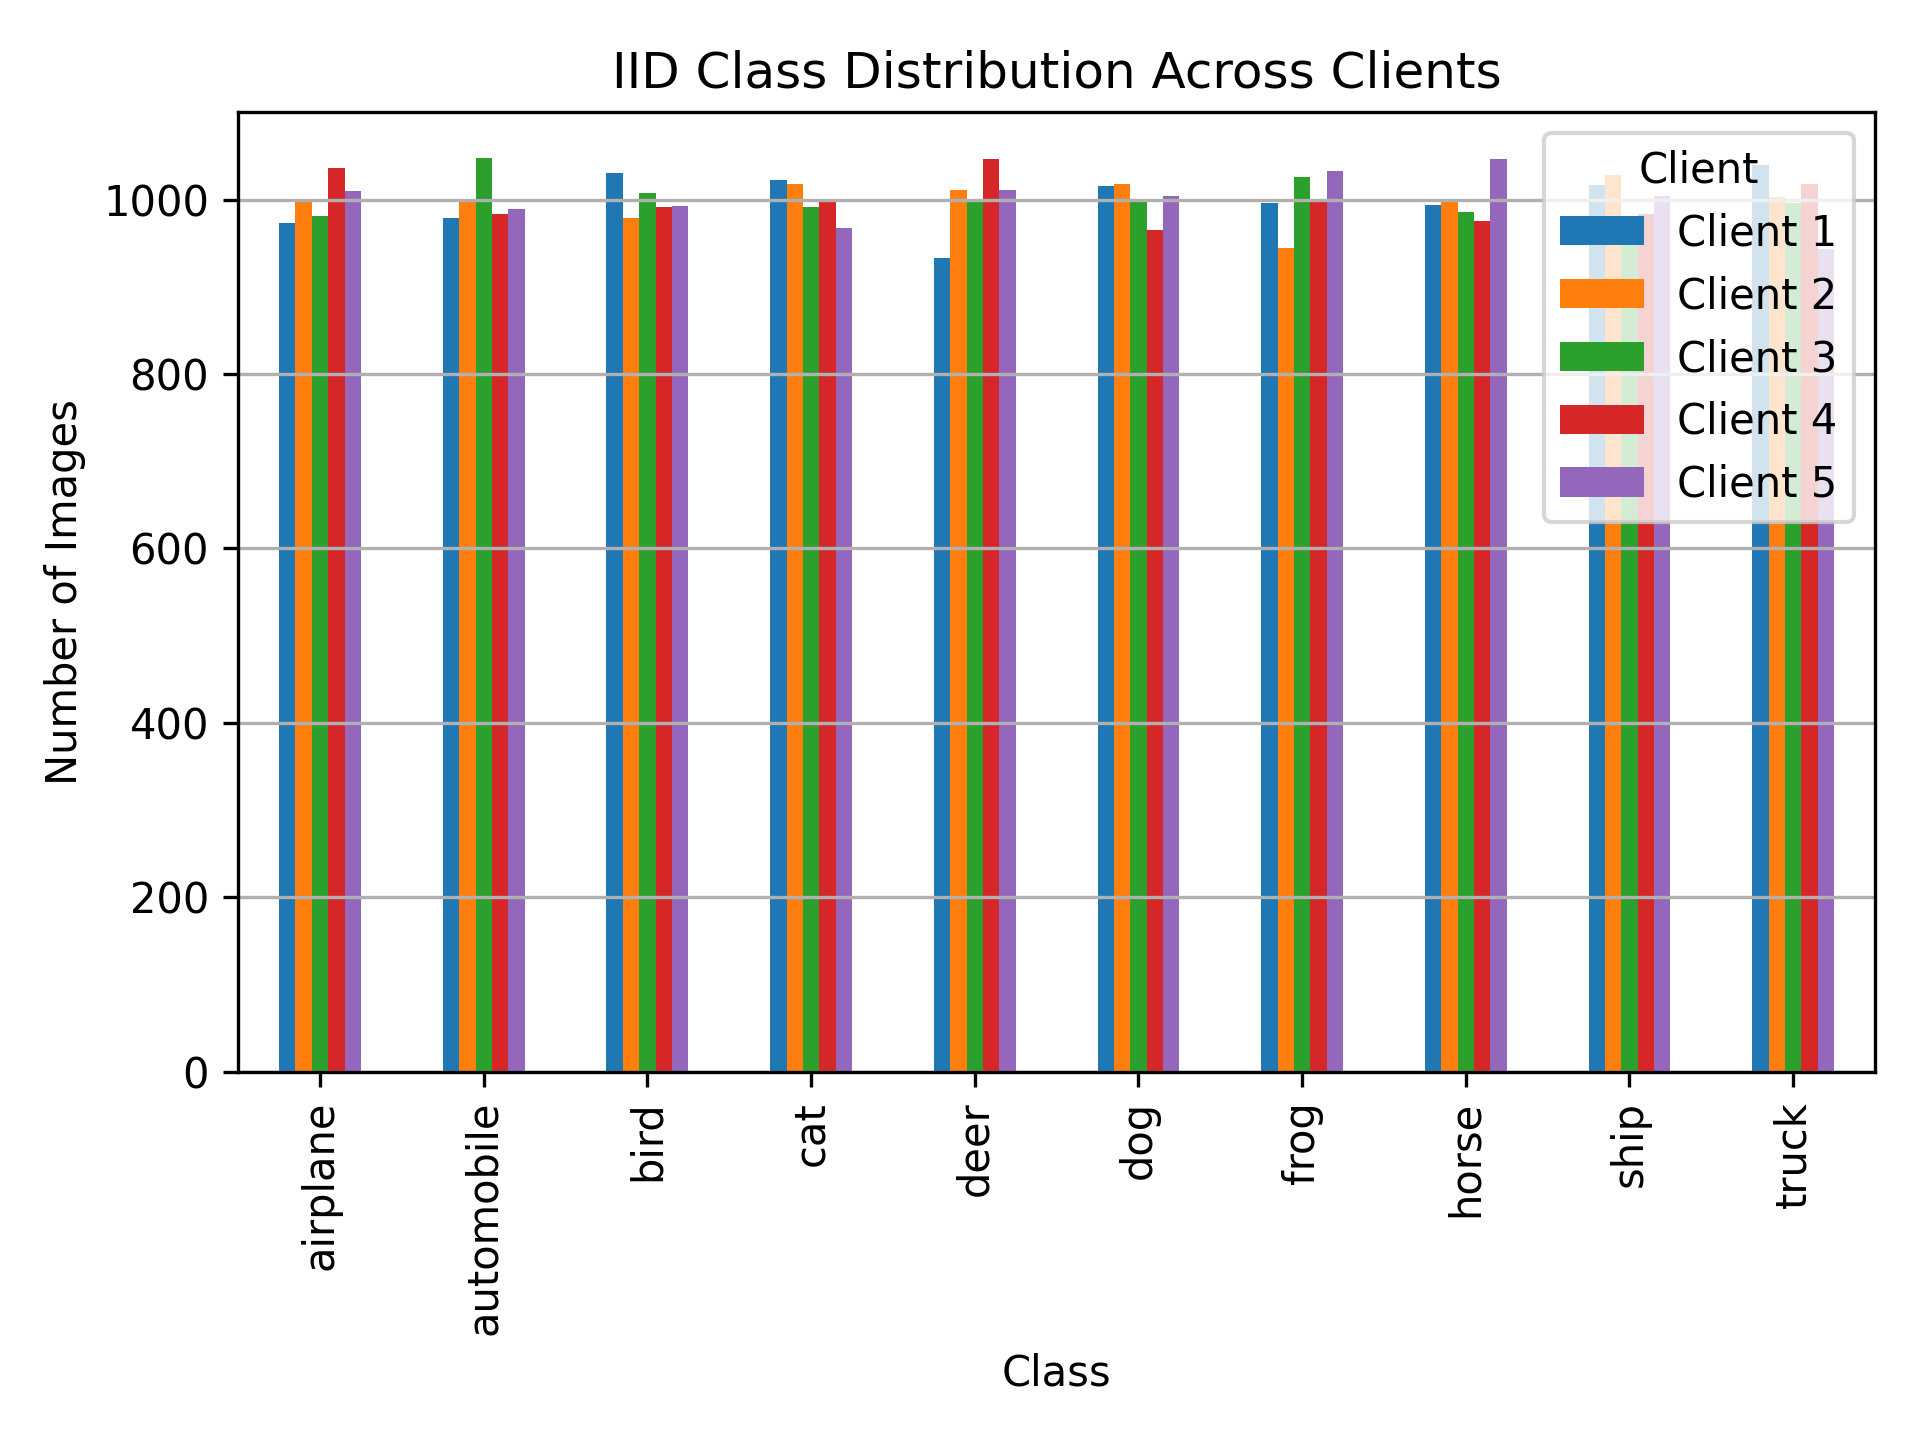 IID Class Distribution Across Clients
Client
Client 1
Client 2
Client 3
Client 4
Client 5
1000
800
600
400
200
0
Number of Images
airplane
automobile
bird
cat
deer
dog
frog
horse
ship
truck
Class